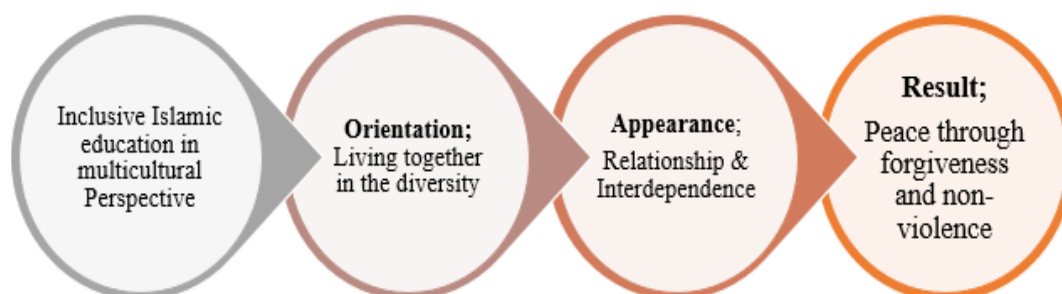 Inclusive Islamic
education in
multicultural
Perspective
Orientation;
Living together
in the diversity
Appearance;
Relationship &
Interdependence
Result;
Peace through
forgiveness
and non-
violence